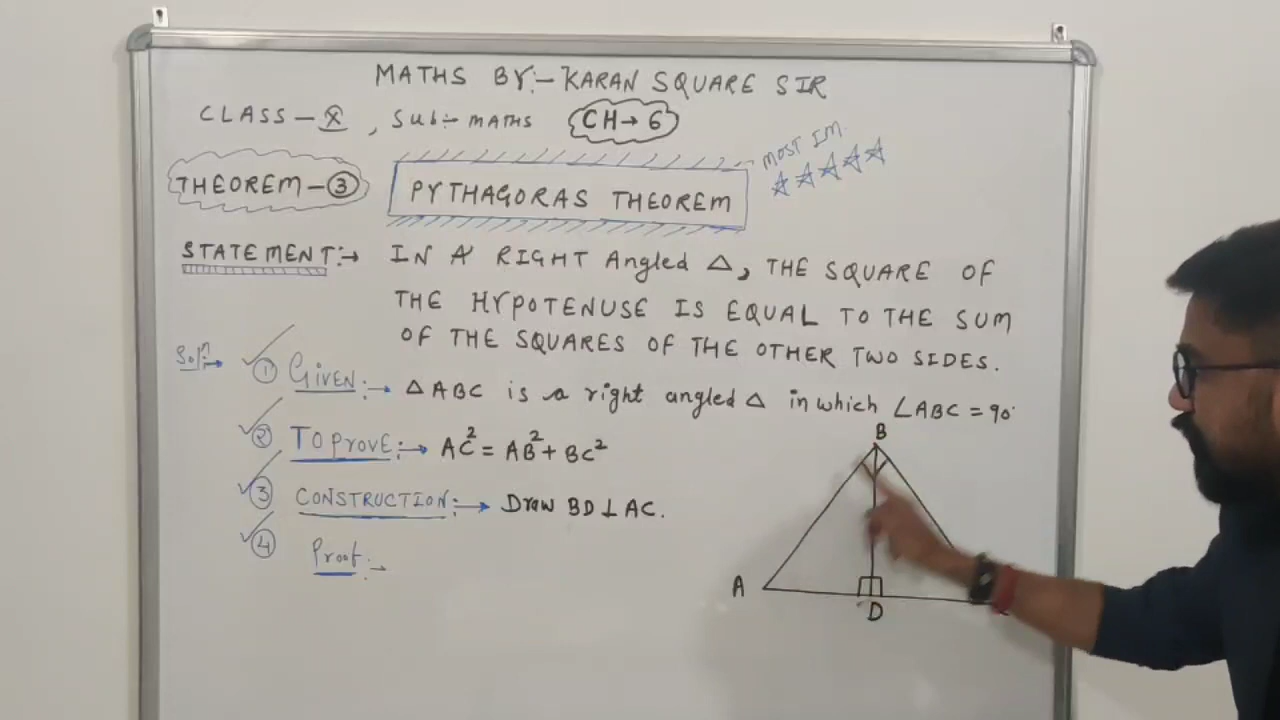 MATHS BY:- KARAN SQUARE SIR
CLASS-X, Sub:- MATHS CH→6
THEOREM-③ PYTHAGORAS THEOREM MOST IM.
STATEMENT:→ IN A RIGHT Angled △, THE SQUARE OF
THE HYPOTENUSE IS EQUAL TO THE SUM
OF THE SQUARES OF THE OTHER TWO SIDES.
Solⁿ:→ ① GIVEN:→ △ABC is a right angled △ in which ∠ABC = 90°
② TO PROVE:→ AC² = AB² + BC²
③ CONSTRUCTION:→ Draw BD ⊥ AC.
④ Proof:→
B
A
D